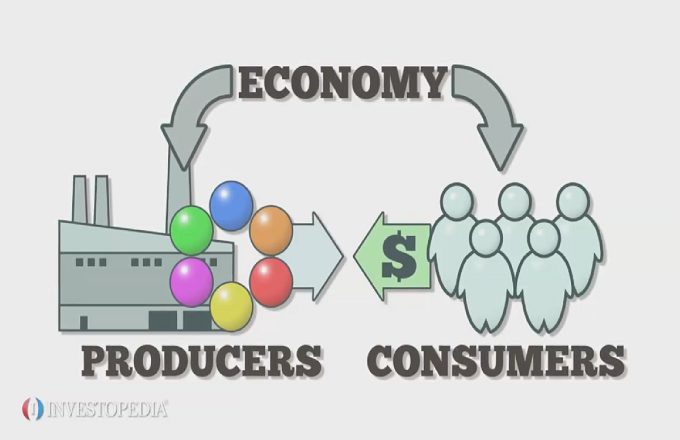 ECONOMY
$
PRODUCERS
CONSUMERS
INVESTOPEDIA